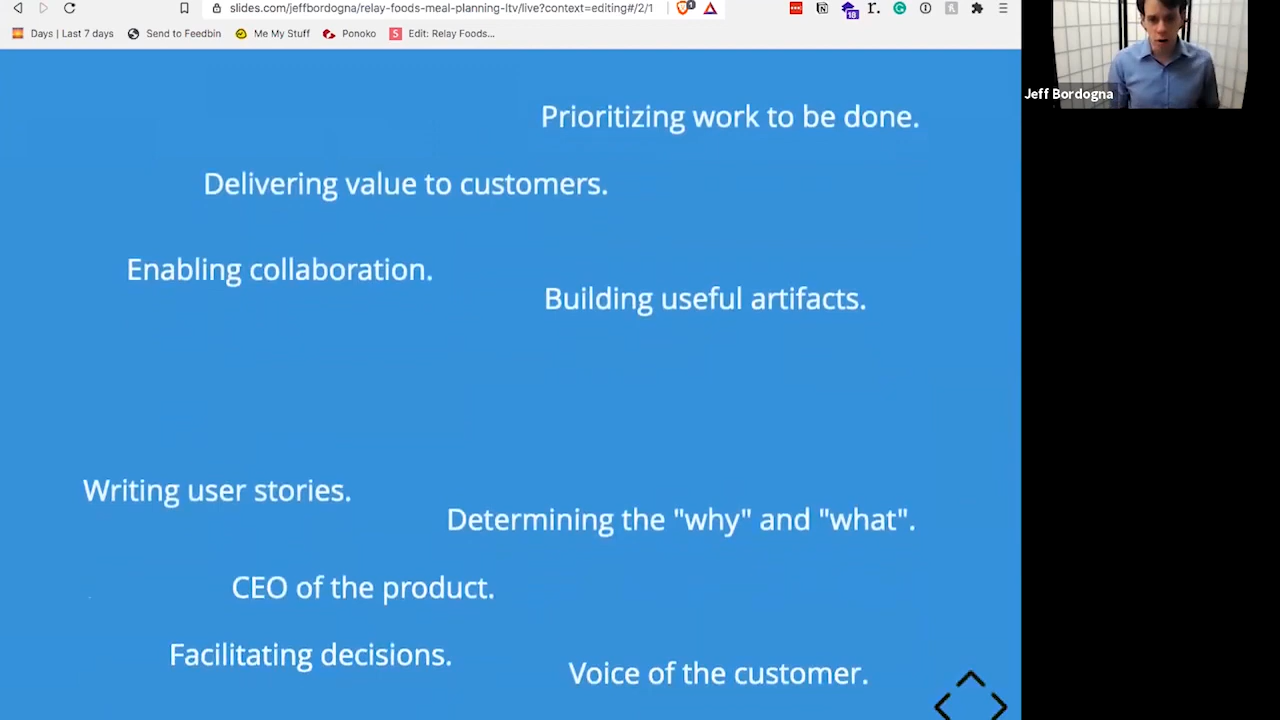 slides.com/jeffbordogna/relay-foods-meal-planning-ltv/live?context=editing#/2/1
1
18
r.
Days | Last 7 days
Send to Feedbin
Me My Stuff
Ponoko
S
Edit: Relay Foods...
Jeff Bordogna
Prioritizing work to be done.
Delivering value to customers.
Enabling collaboration.
Building useful artifacts.
Writing user stories.
Determining the "why" and "what".
CEO of the product.
Facilitating decisions.
Voice of the customer.